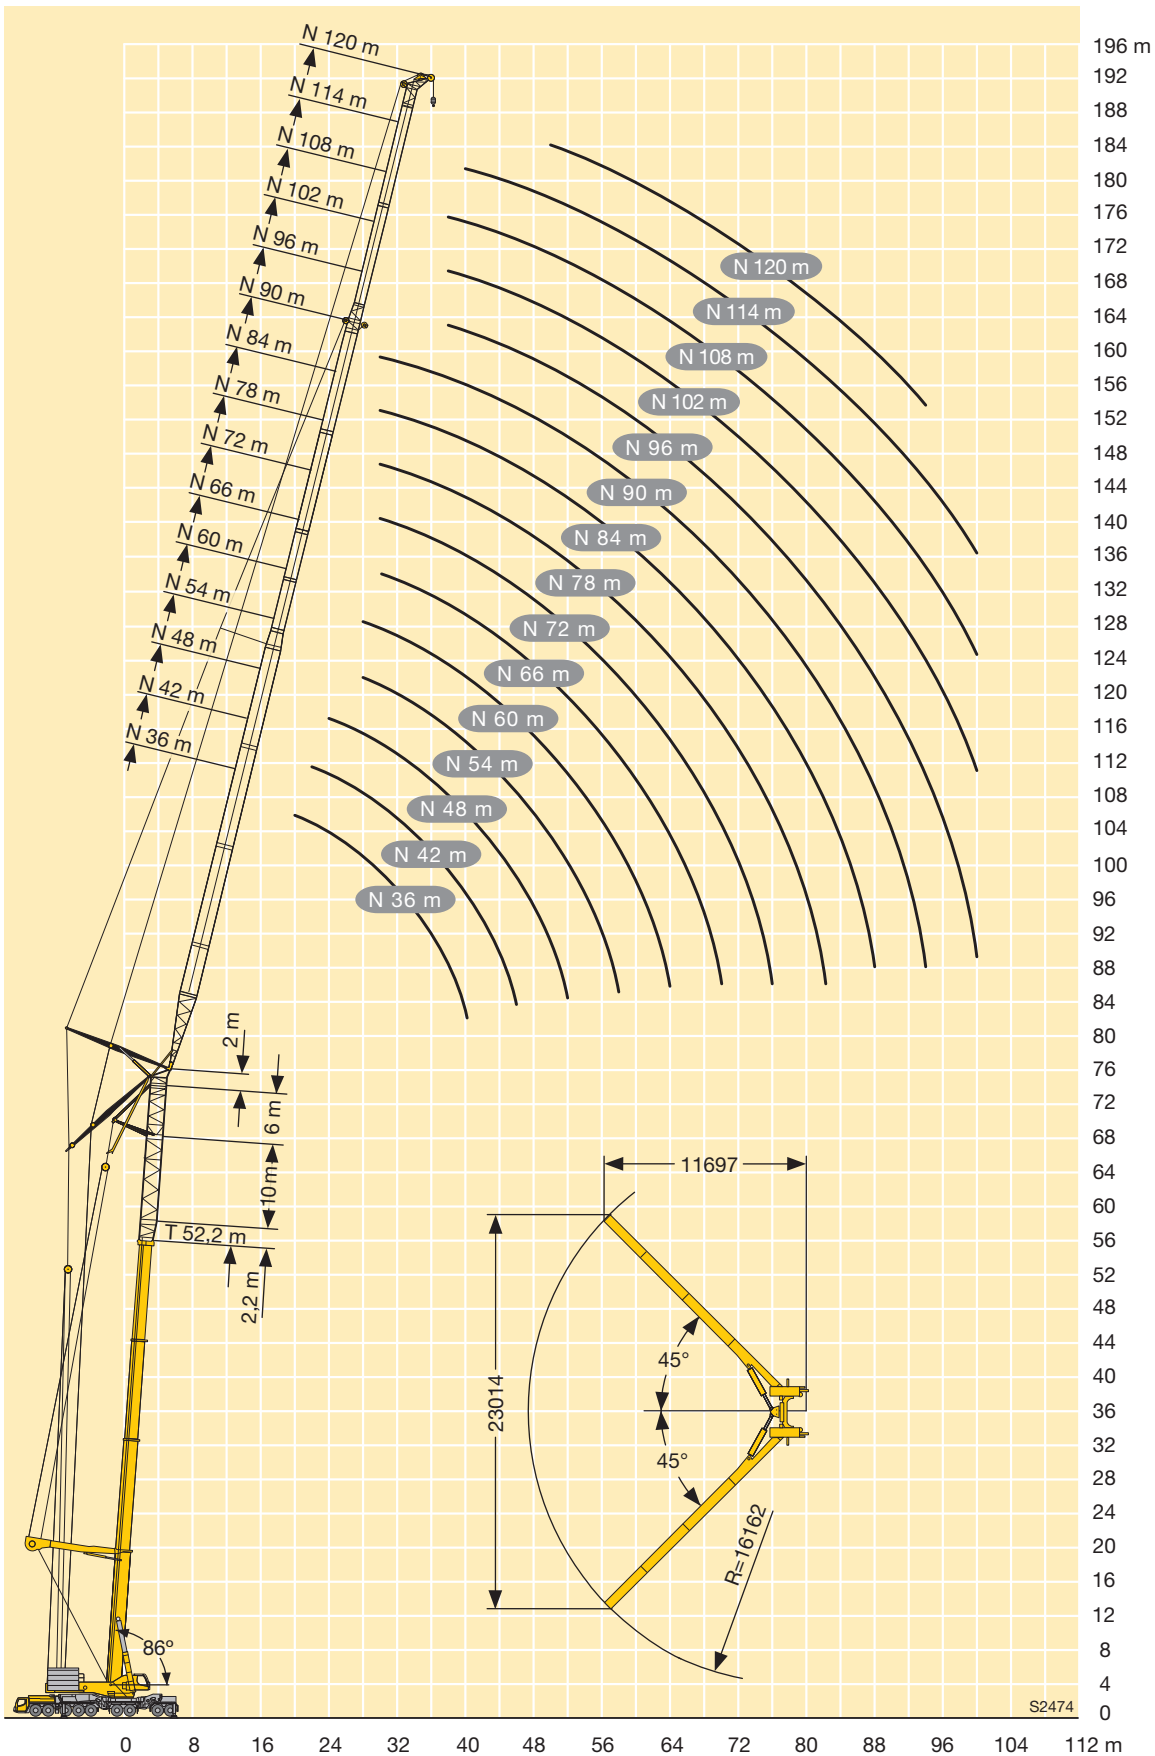 N 120 m
N 114 m
N 108 m
N 102 m
N 96 m
N 90 m
N 84 m
N 78 m
N 72 m
N 66 m
N 60 m
N 54 m
N 48 m
N 42 m
N 36 m
N 120 m
N 114 m
N 108 m
N 102 m
N 96 m
N 90 m
N 84 m
N 78 m
N 72 m
N 66 m
N 60 m
N 54 m
N 48 m
N 42 m
N 36 m
196 m
192
188
184
180
176
172
168
164
160
156
152
148
144
140
136
132
128
124
120
116
112
108
104
100
96
92
88
84
80
76
72
68
64
60
56
52
48
44
40
36
32
28
24
20
16
12
8
4
0
2 m
6 m
10 m
T 52,2 m
2,2 m
86°
11697
23014
45°
45°
R=16162
S2474
0 8 16 24 32 40 48 56 64 72 80 88 96 104 112 m